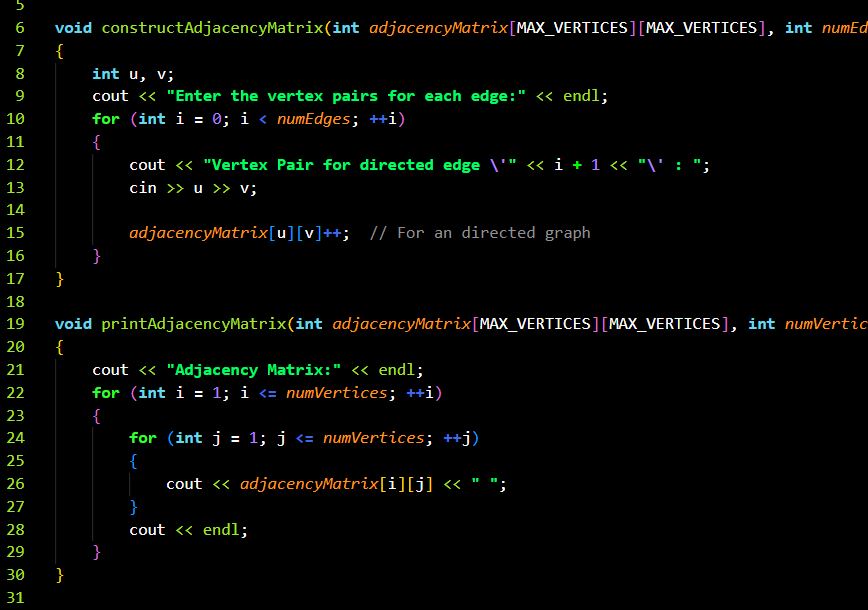 5
6 void constructAdjacencyMatrix(int adjacencyMatrix[MAX_VERTICES][MAX_VERTICES], int numEd
7 {
8     int u, v;
9     cout << "Enter the vertex pairs for each edge:" << endl;
10     for (int i = 0; i < numEdges; ++i)
11     {
12         cout << "Vertex Pair for directed edge \'" << i + 1 << "\' : ";
13         cin >> u >> v;
14
15         adjacencyMatrix[u][v]++;  // For an directed graph
16     }
17 }
18
19 void printAdjacencyMatrix(int adjacencyMatrix[MAX_VERTICES][MAX_VERTICES], int numVertic
20 {
21     cout << "Adjacency Matrix:" << endl;
22     for (int i = 1; i <= numVertices; ++i)
23     {
24         for (int j = 1; j <= numVertices; ++j)
25         {
26             cout << adjacencyMatrix[i][j] << " ";
27         }
28         cout << endl;
29     }
30 }
31